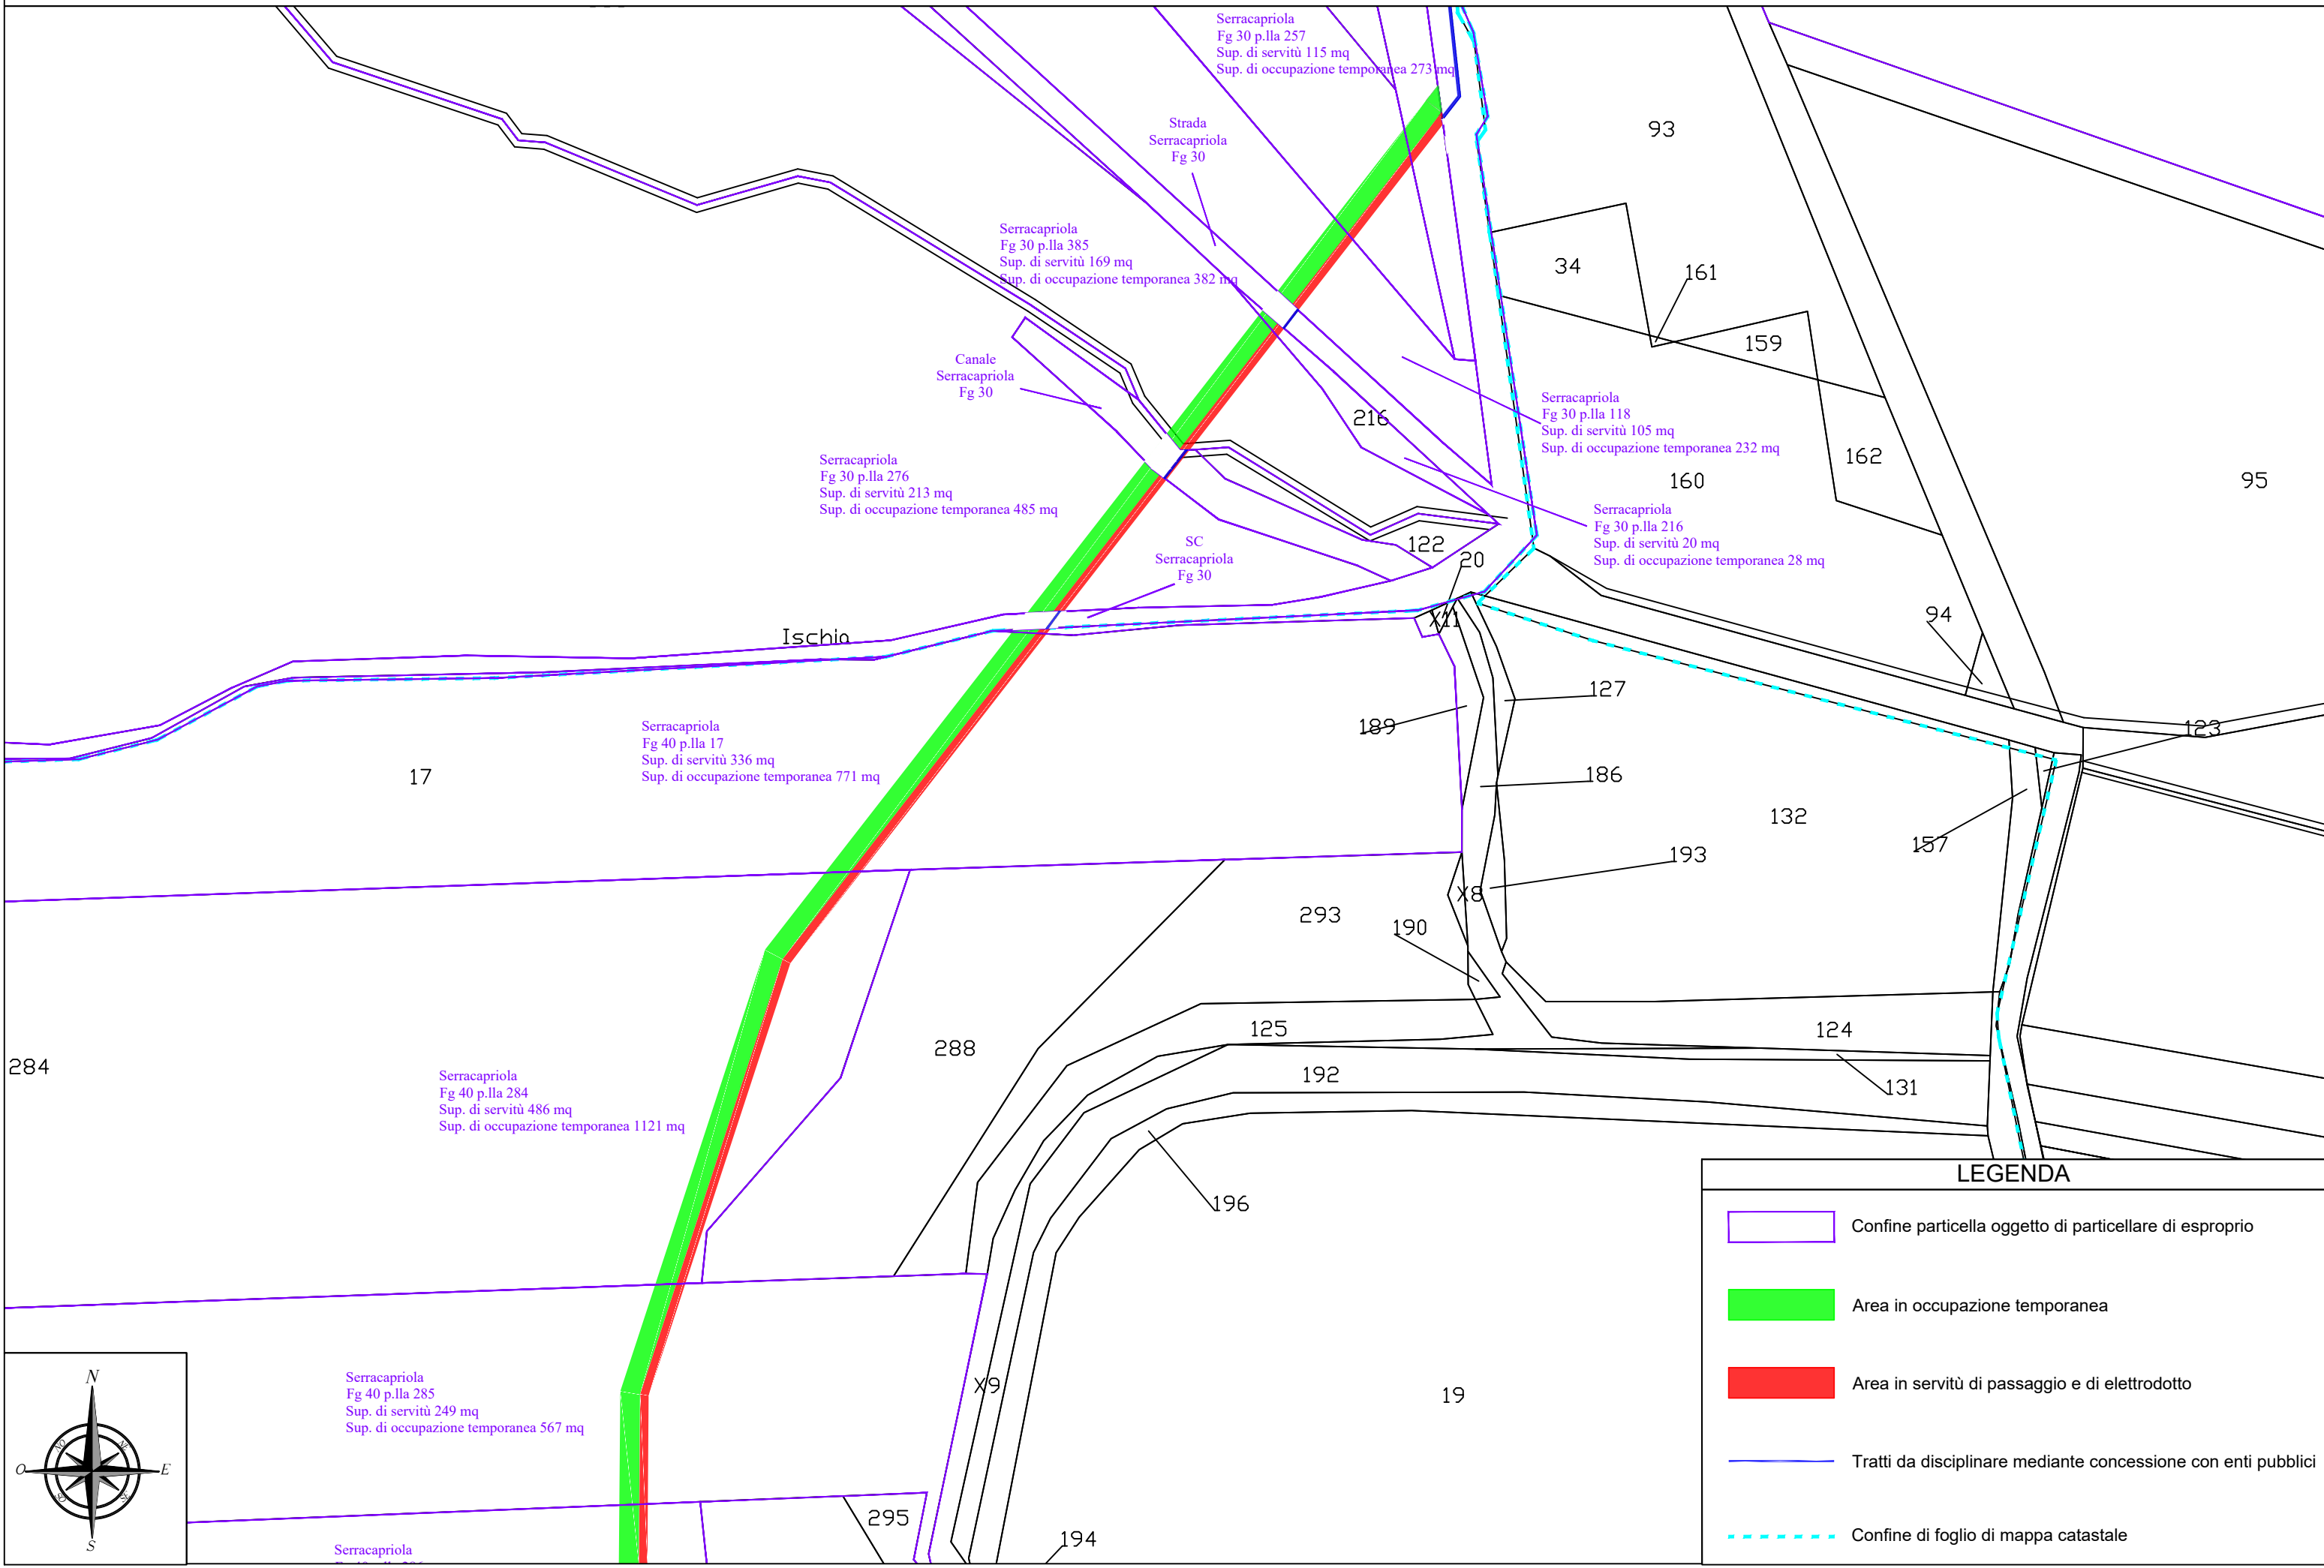 Serracapriola
Fg 30 p.lla 257
Sup. di servitù 115 mq
Sup. di occupazione temporanea 273 mq
Strada
Serracapriola
Fg 30
93
Serracapriola
Fg 30 p.lla 385
Sup. di servitù 169 mq
Sup. di occupazione temporanea 382 mq
34
161
159
Canale
Serracapriola
Fg 30
216
Serracapriola
Fg 30 p.lla 118
Sup. di servitù 105 mq
Sup. di occupazione temporanea 232 mq
162
160
95
Serracapriola
Fg 30 p.lla 276
Sup. di servitù 213 mq
Sup. di occupazione temporanea 485 mq
Serracapriola
Fg 30 p.lla 216
Sup. di servitù 20 mq
Sup. di occupazione temporanea 28 mq
122
20
SC
Serracapriola
Fg 30
X11
94
Ischia
127
189
123
Serracapriola
Fg 40 p.lla 17
Sup. di servitù 336 mq
Sup. di occupazione temporanea 771 mq
17
186
132
157
193
X8
293
190
125
124
288
284
192
131
Serracapriola
Fg 40 p.lla 284
Sup. di servitù 486 mq
Sup. di occupazione temporanea 1121 mq
196
Serracapriola
Fg 40 p.lla 285
Sup. di servitù 249 mq
Sup. di occupazione temporanea 567 mq
X9
19
295
194
Serracapriola
N
O
E
S
LEGENDA
Confine particella oggetto di particellare di esproprio
Area in occupazione temporanea
Area in servitù di passaggio e di elettrodotto
Tratti da disciplinare mediante concessione con enti pubblici
Confine di foglio di mappa catastale